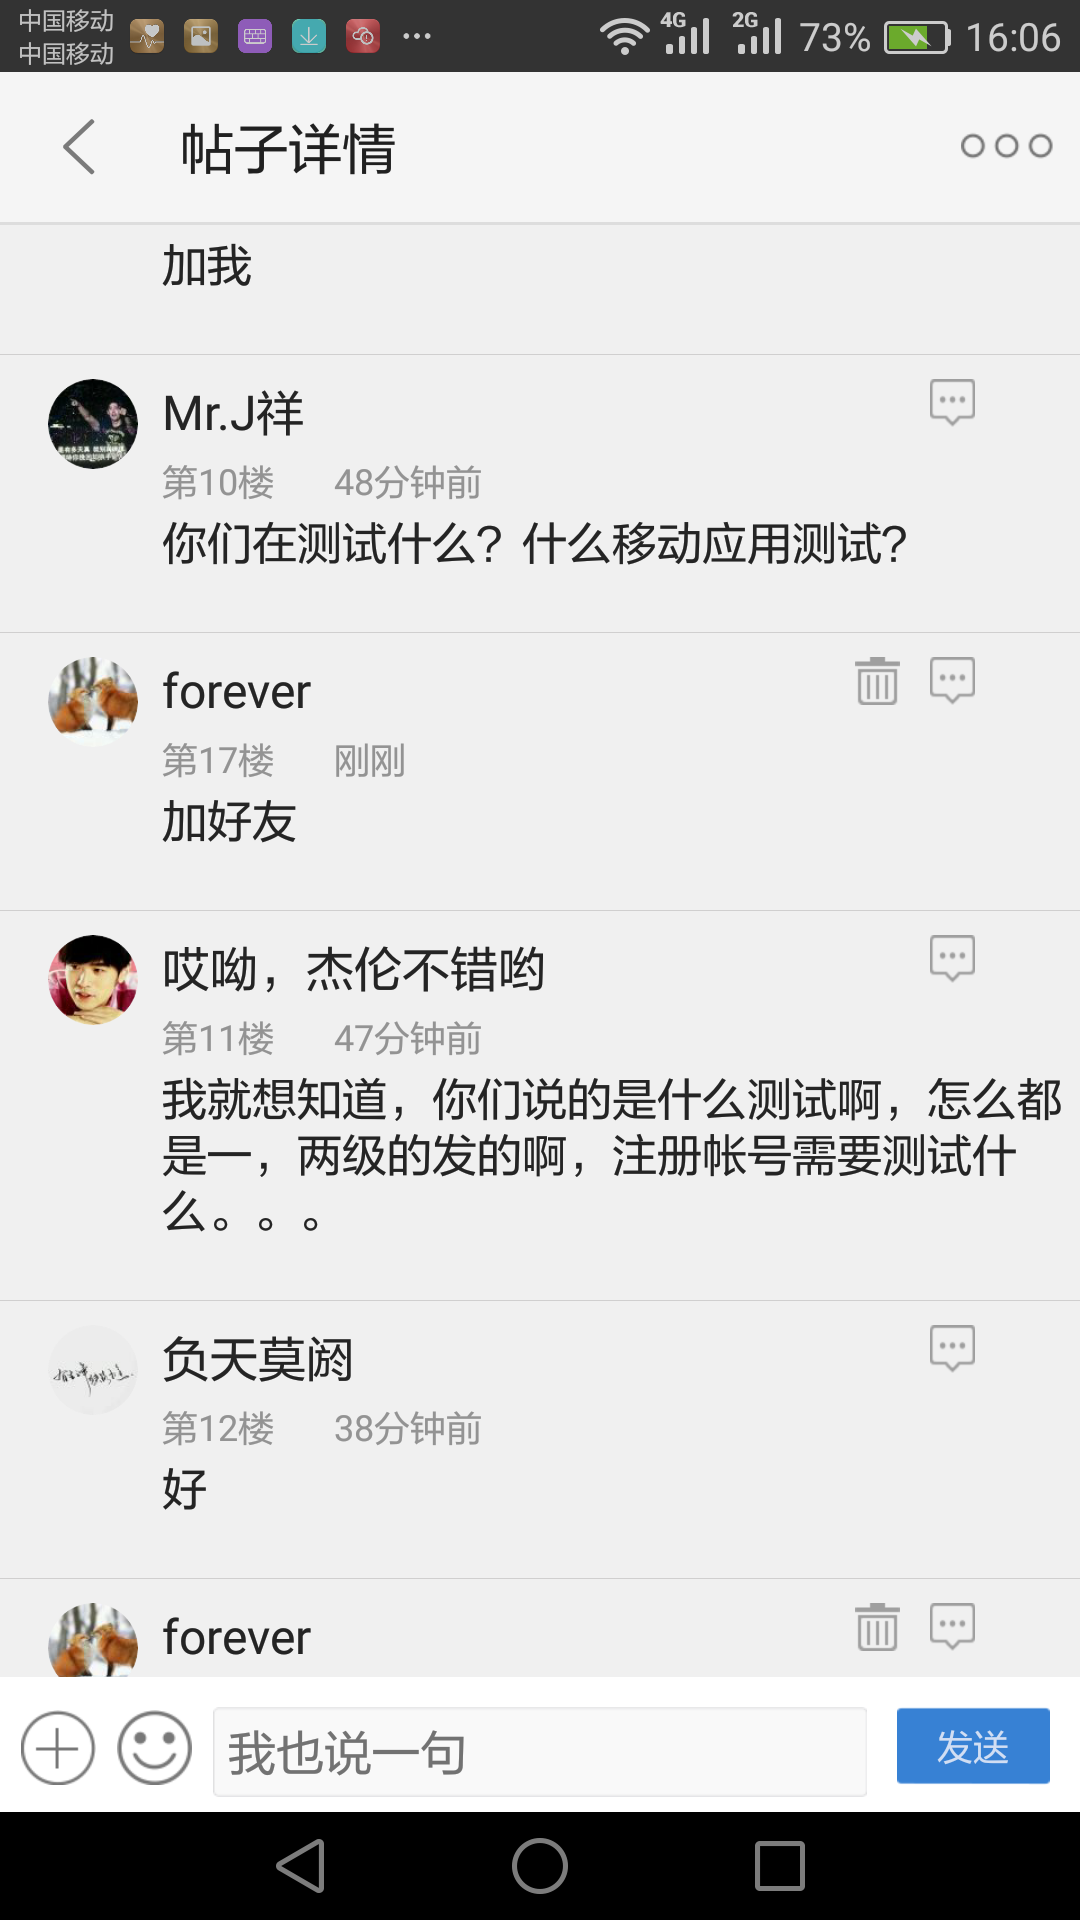 中国移动
中国移动
4G
2G
73%
16:06
帖子详情
加我
Mr.J祥
第10楼 48分钟前
你们在测试什么？什么移动应用测试?
forever
第17楼 刚刚
加好友
哎呦，杰伦不错哟
第11楼 47分钟前
我就想知道，你们说的是什么测试啊，怎么都
是一，两级的发的啊，注册帐号需要测试什
么。。。
负天莫阏
第12楼 38分钟前
好
forever
我也说一句
发送